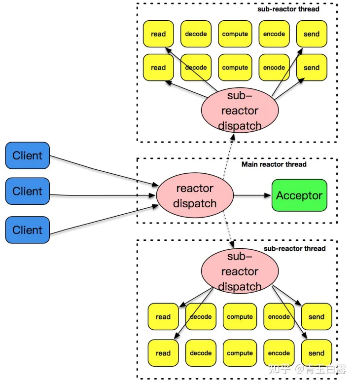 sub-reactor thread
read decode compute encode send
read decode compute encode send
sub-
reactor
dispatch
Main reactor thread
Client
Client
Client
reactor
dispatch
Acceptor
sub-reactor thread
sub-
reactor
dispatch
read decode compute encode send
read decode compute encode send